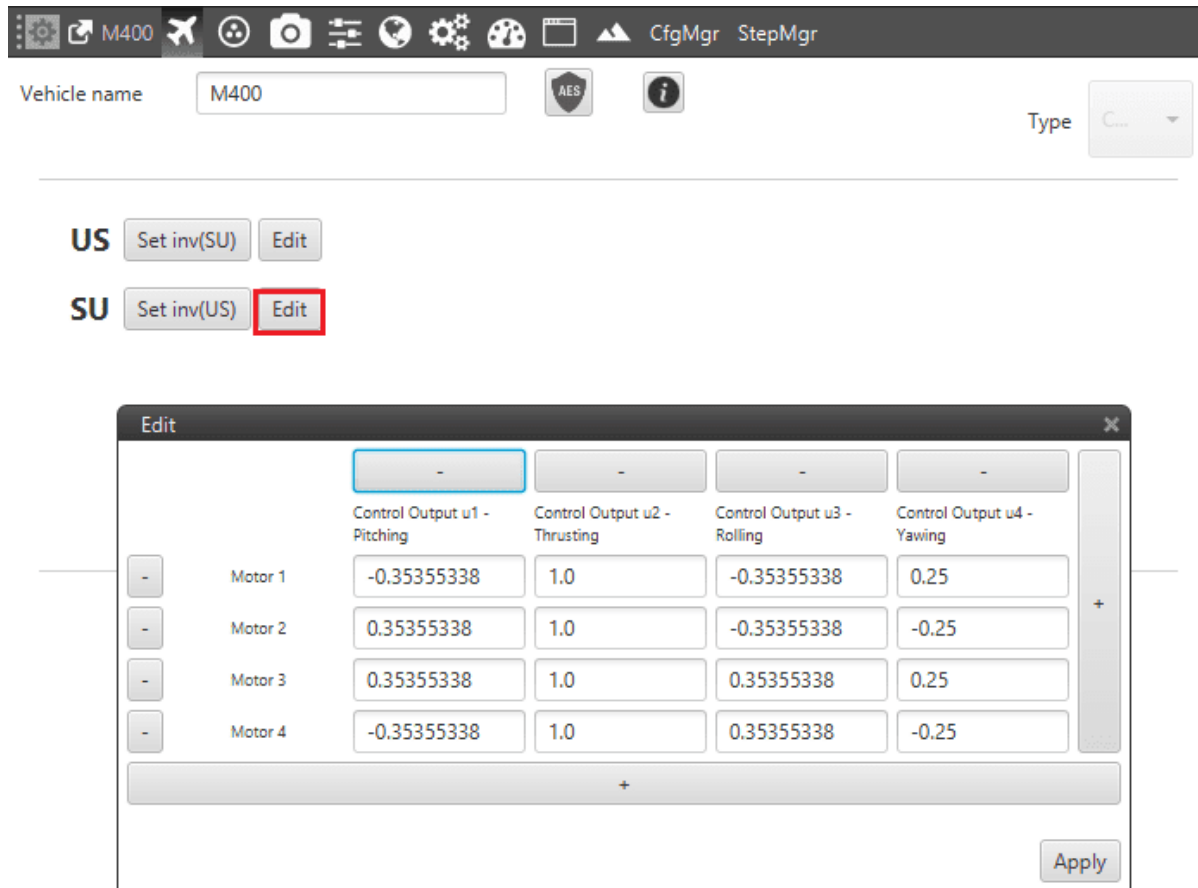 M400 CfgMgr StepMgr
Vehicle name M400 AES i
Type C...
US Set inv(SU) Edit
SU Set inv(US) Edit
Edit
- - - -
Control Output u1 - Control Output u2 - Control Output u3 - Control Output u4 -
Pitching Thrusting Rolling Yawing
- Motor 1 -0.35355338 1.0 -0.35355338 0.25
+
- Motor 2 0.35355338 1.0 -0.35355338 -0.25
- Motor 3 0.35355338 1.0 0.35355338 0.25
- Motor 4 -0.35355338 1.0 0.35355338 -0.25
+
Apply